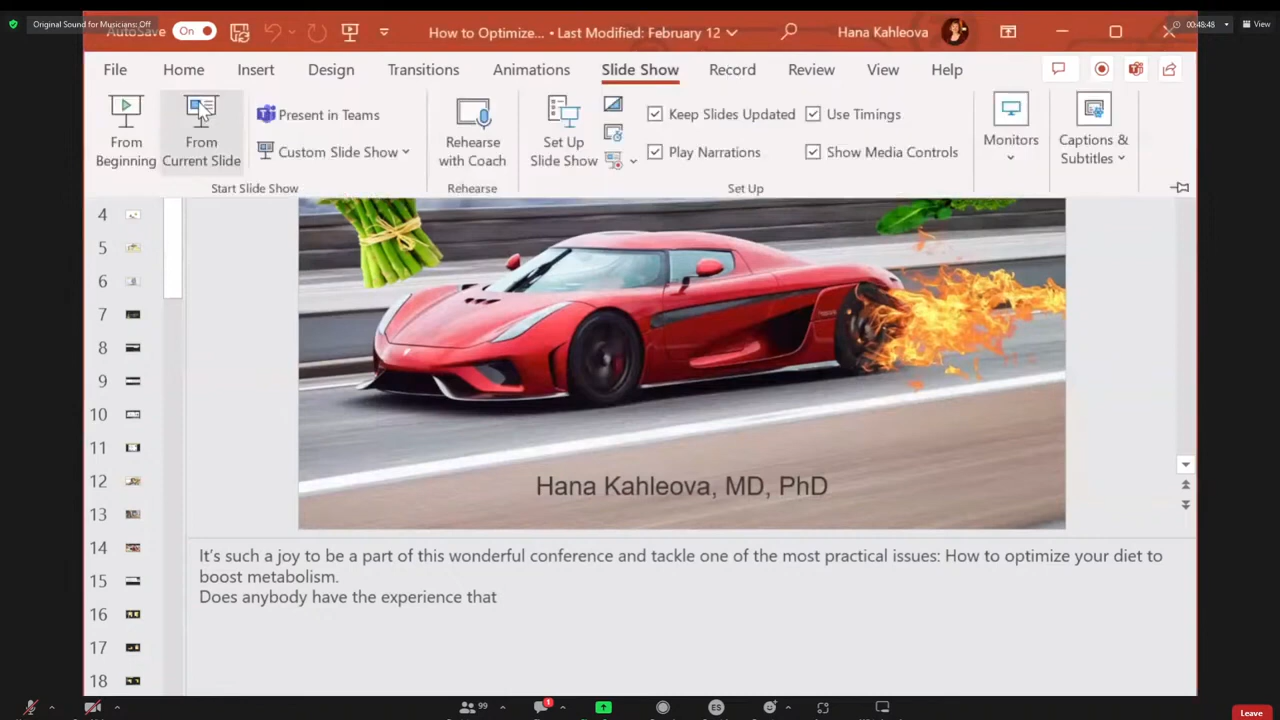 Original Sound for Musicians: Off
AutoSave
On
How to Optimize... • Last Modified: February 12
Hana Kahleova
00:48:48
View
File
Home
Insert
Design
Transitions
Animations
Slide Show
Record
Review
View
Help
From
Beginning
From
Current Slide
Present in Teams
Custom Slide Show
Start Slide Show
Rehearse
with Coach
Rehearse
Set Up
Slide Show
Keep Slides Updated
Play Narrations
Use Timings
Show Media Controls
Set Up
Monitors
Captions &
Subtitles
4
5
6
7
8
9
10
11
12
13
14
15
16
17
18
Hana Kahleova, MD, PhD
It's such a joy to be a part of this wonderful conference and tackle one of the most practical issues: How to optimize your diet to
boost metabolism.
Does anybody have the experience that
99
1
ES
Leave